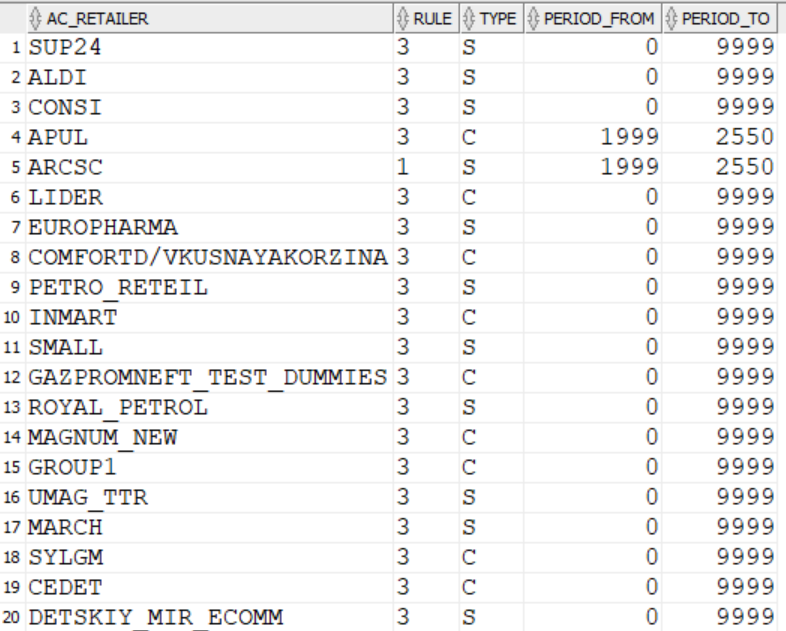 AC_RETAILER RULE TYPE PERIOD_FROM PERIOD_TO
1 SUP24 3 S 0 9999
2 ALDI 3 S 0 9999
3 CONSI 3 S 0 9999
4 APUL 3 C 1999 2550
5 ARCSC 1 S 1999 2550
6 LIDER 3 C 0 9999
7 EUROPHARMA 3 S 0 9999
8 COMFORTD/VKUSNAYAKORZINA 3 C 0 9999
9 PETRO_RETEIL 3 S 0 9999
10 INMART 3 C 0 9999
11 SMALL 3 S 0 9999
12 GAZPROMNEFT_TEST_DUMMIES 3 C 0 9999
13 ROYAL_PETROL 3 S 0 9999
14 MAGNUM_NEW 3 C 0 9999
15 GROUP1 3 C 0 9999
16 UMAG_TTR 3 S 0 9999
17 MARCH 3 S 0 9999
18 SYLGM 3 C 0 9999
19 CEDET 3 C 0 9999
20 DETSKIY_MIR_ECOMM 3 S 0 9999